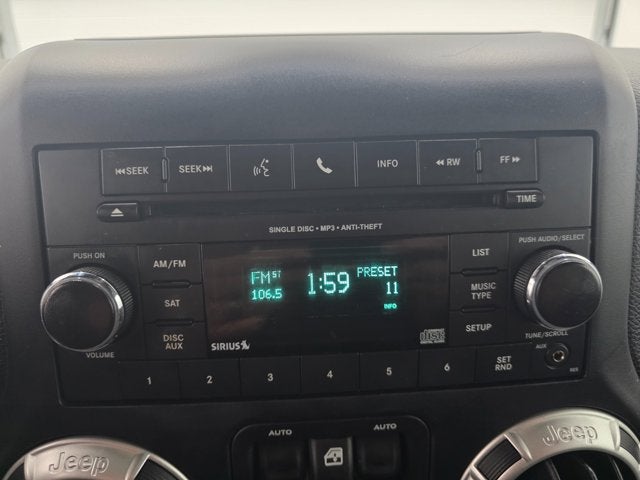 ⏮SEEK SEEK⏭ INFO ◀◀ RW FF ▶▶
TIME
SINGLE DISC • MP3 • ANTI-THEFT
PUSH ON AM/FM LIST PUSH AUDIO/SELECT
FM ST 1:59 PRESET
106.5 11
SAT MUSIC
TYPE
INFO
DISC
AUX SETUP
SIRIUS
COMPACT
disc
VOLUME TUNE/SCROLL
AUX
1 2 3 4 5 6 SET
RND
AUTO AUTO
Jeep Jeep